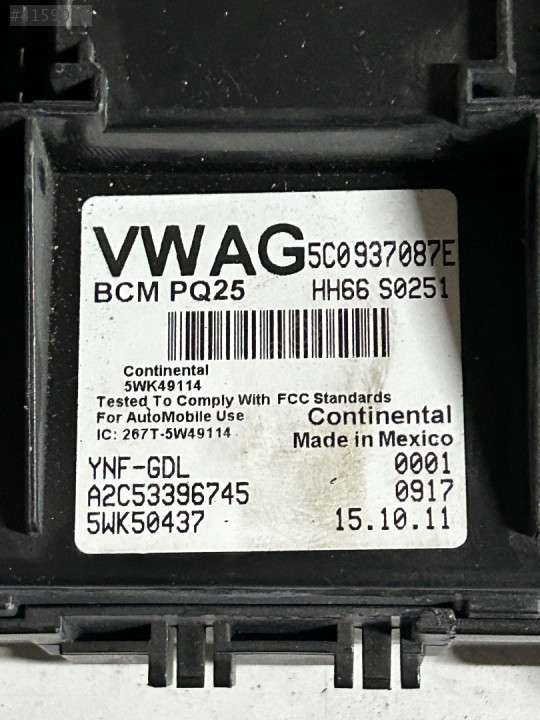 VWAG 5C0937087E
BCM PQ25 HH66 S0251
Continental
5WK49114
Tested To Comply With FCC Standards
For AutoMobile Use
IC: 267T-5W49114
Continental
Made in Mexico
YNF-GDL 0001
A2C53396745 0917
5WK50437 15.10.11